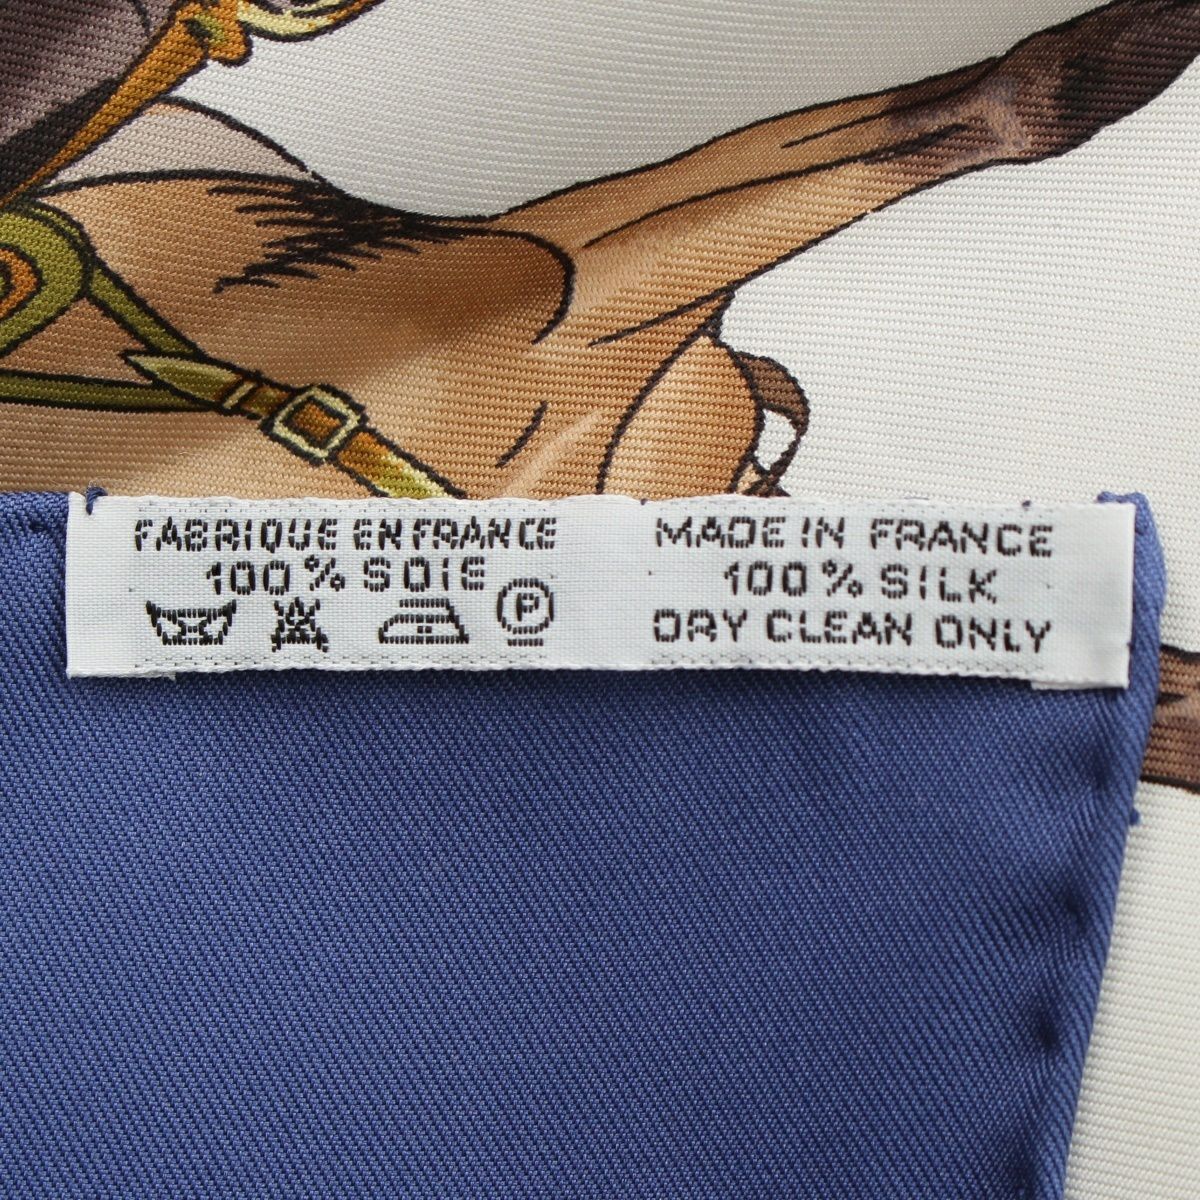 FABRIQUE EN FRANCE
100% SOIE
P
MADE IN FRANCE
100% SILK
DRY CLEAN ONLY